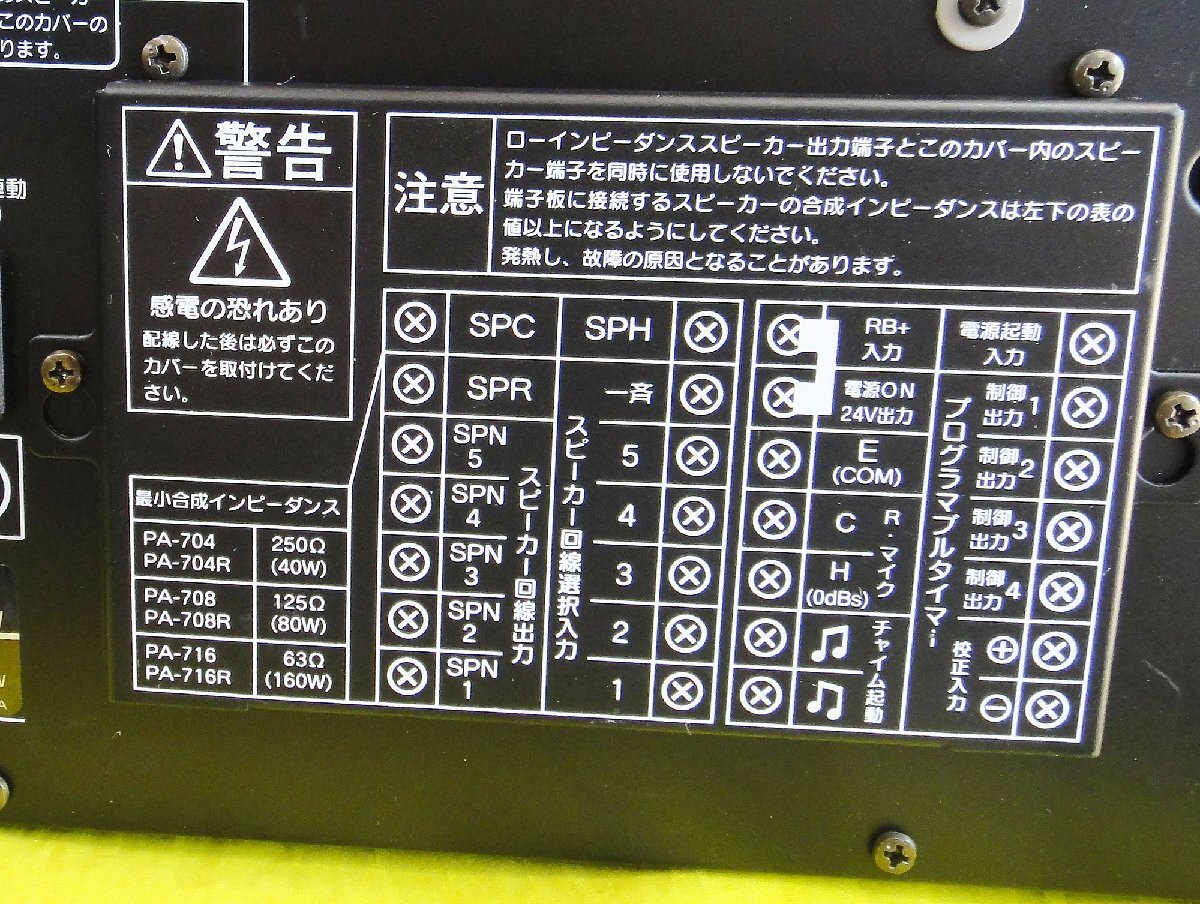 のスピーカー
このカバーの
ります。
動
警告
感電の恐れあり
配線した後は必ずこの
カバーを取付けてくだ
さい。
注意
ローインピーダンススピーカー出力端子とこのカバー内のスピー
カー端子を同時に使用しないでください。
端子板に接続するスピーカーの合成インピーダンスは左下の表の
値以上になるようにしてください。
発熱し、故障の原因となることがあります。
最小合成インピーダンス
PA-704
PA-704R
250Ω
(40W)
PA-708
PA-708R
125Ω
(80W)
PA-716
PA-716R
63Ω
(160W)
SPC
SPR
SPN
5
SPN
4
SPN
3
SPN
2
SPN
1
スピーカー回線出力
SPH
一斉
5
4
3
2
1
スピーカー回線選択入力
RB+
入力
電源ON
24V出力
E
(COM)
C
H
(0dBs)
R・マイク
チャイム起動
電源起動
入力
プログラマブルタイマー
制御
出力1
制御
出力2
制御
出力3
制御
出力4
校正入力
⊕
⊖
W
A